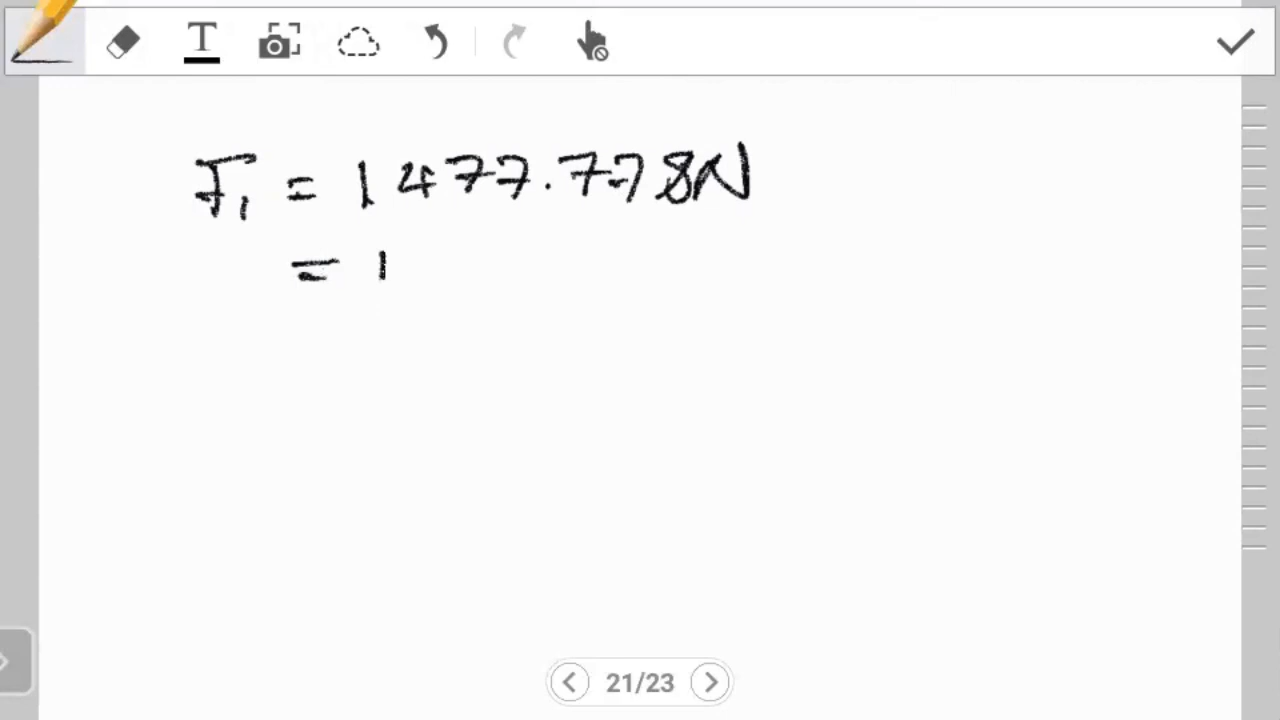 T
F₁ = 1477.778N
= 1
21/23